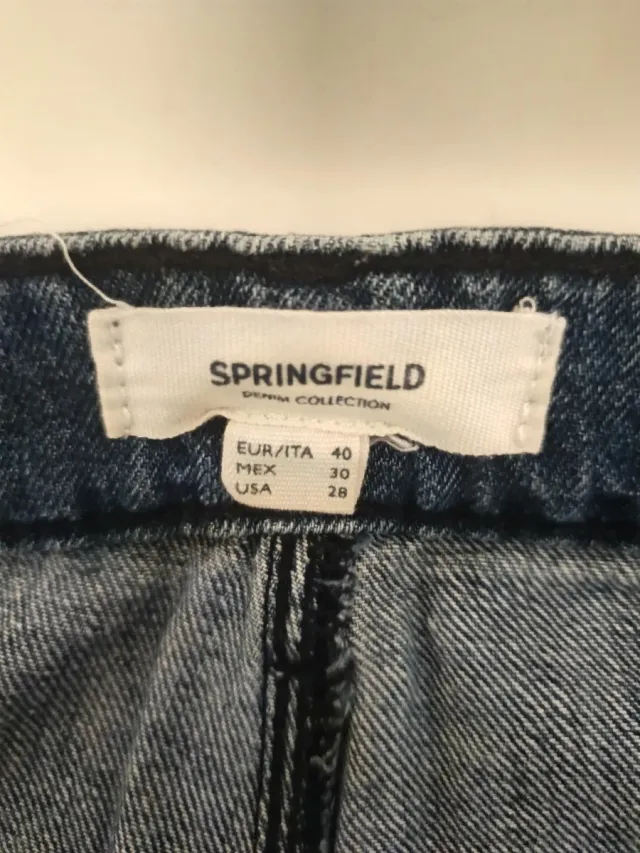 SPRINGFIELD
DENIM COLLECTION
EUR/ITA 40
MEX 30
USA 28